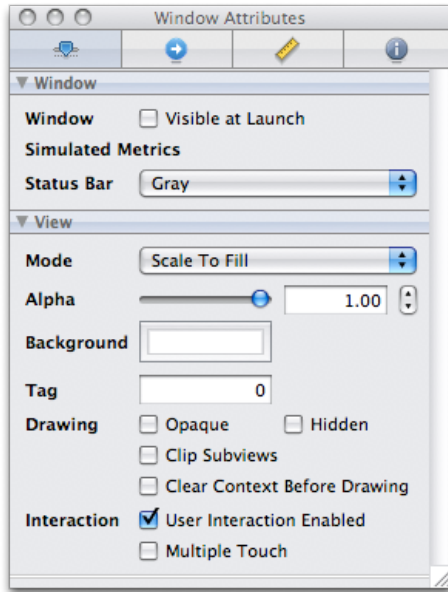 Window Attributes
Window
Window Visible at Launch
Simulated Metrics
Status Bar Gray
View
Mode Scale To Fill
Alpha 1.00
Background
Tag 0
Drawing Opaque Hidden
Clip Subviews
Clear Context Before Drawing
Interaction User Interaction Enabled
Multiple Touch